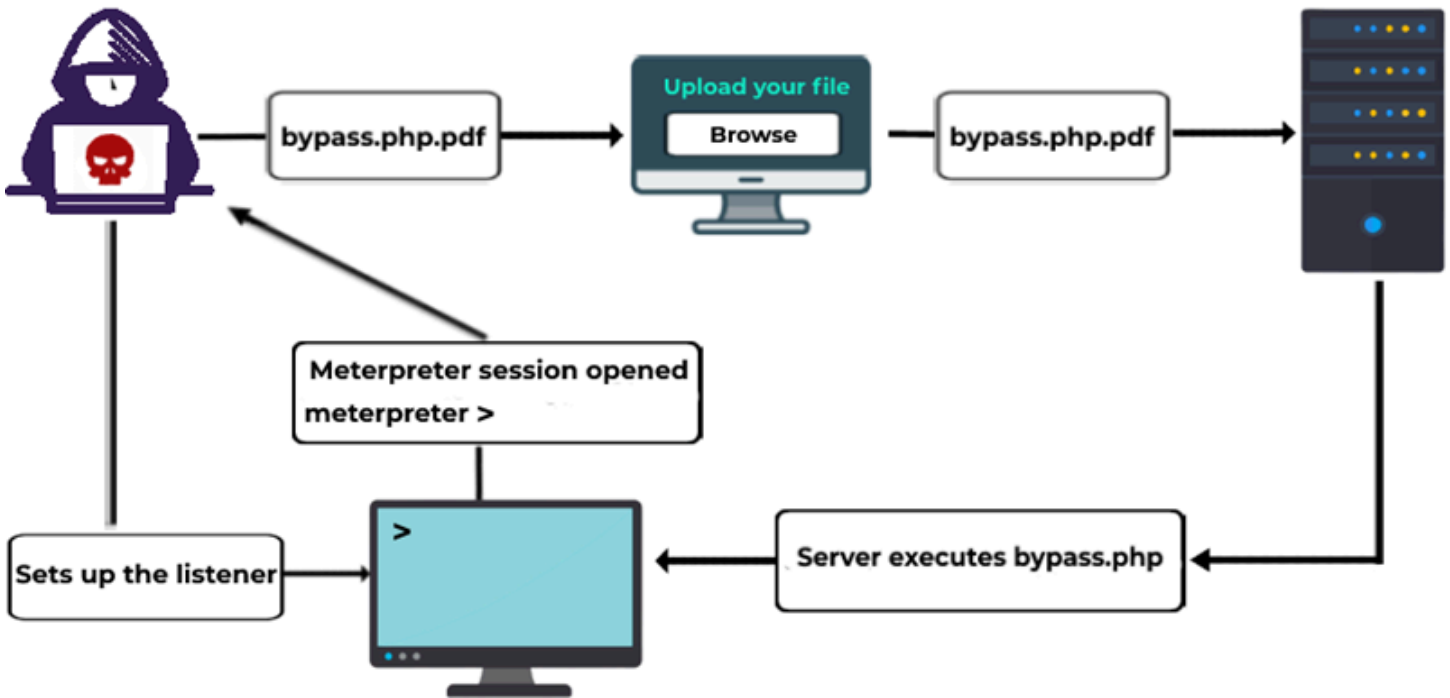 bypass.php.pdf
Upload your file
Browse
bypass.php.pdf
Meterpreter session opened
meterpreter >
>
Sets up the listener
Server executes bypass.php